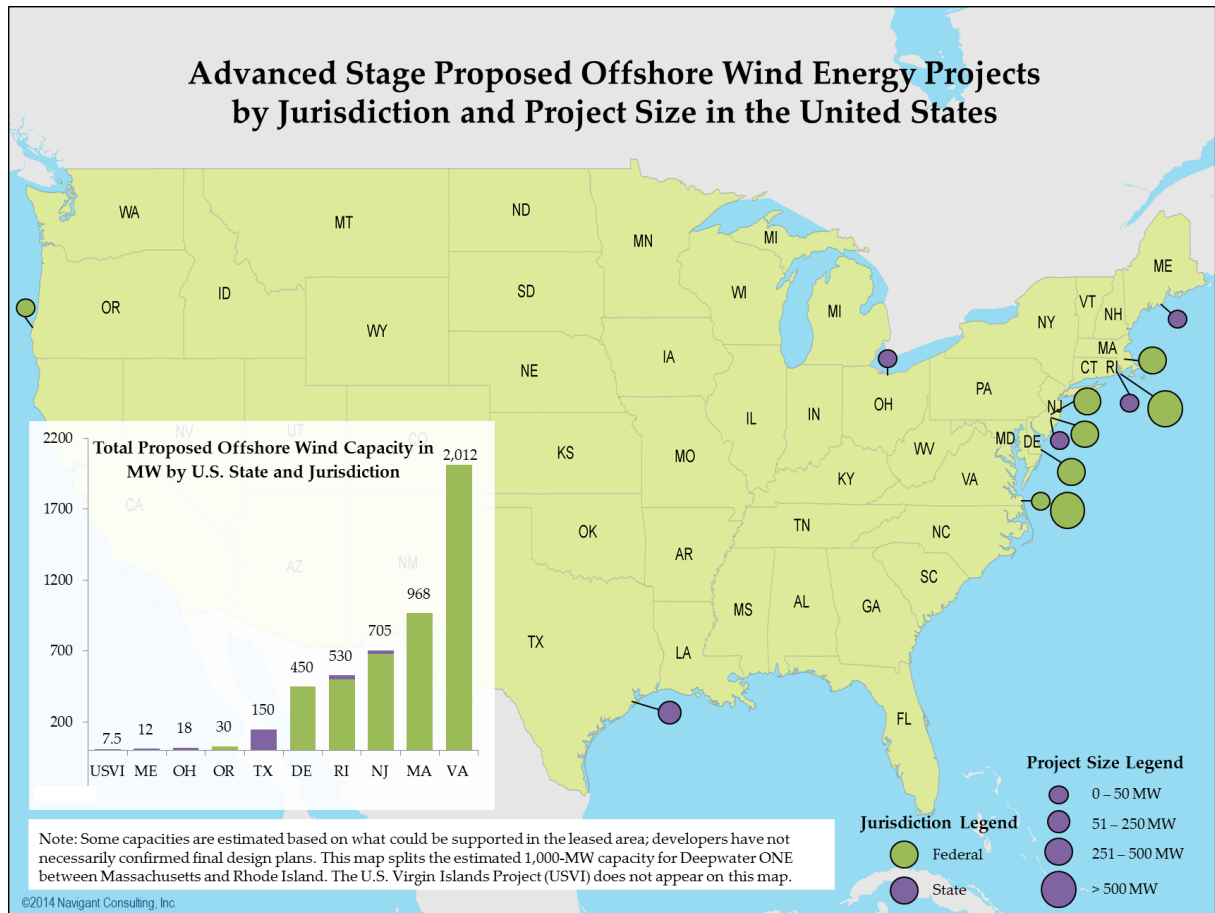 Advanced Stage Proposed Offshore Wind Energy Projects
by Jurisdiction and Project Size in the United States
WA
MT
ND
MN
MI
ME
OR
ID
SD
WI
MI
VT
NH
NY
WY
MA
CT RI
NE
IA
PA
NJ
OH
IL
IN
MD DE
NV
UT
CO
KS
MO
WV
VA
KY
CA
OK
TN
NC
AZ
NM
AR
SC
MS
AL
GA
TX
LA
FL
Total Proposed Offshore Wind Capacity in
MW by U.S. State and Jurisdiction
2200
1700
1200
700
200
7.5
12
18
30
150
450
530
705
968
2,012
USVI ME OH OR TX DE RI NJ MA VA
Project Size Legend
0 – 50 MW
51 – 250 MW
251 – 500 MW
> 500 MW
Jurisdiction Legend
Federal
State
Note: Some capacities are estimated based on what could be supported in the leased area; developers have not
necessarily confirmed final design plans. This map splits the estimated 1,000-MW capacity for Deepwater ONE
between Massachusetts and Rhode Island. The U.S. Virgin Islands Project (USVI) does not appear on this map.
©2014 Navigant Consulting, Inc.